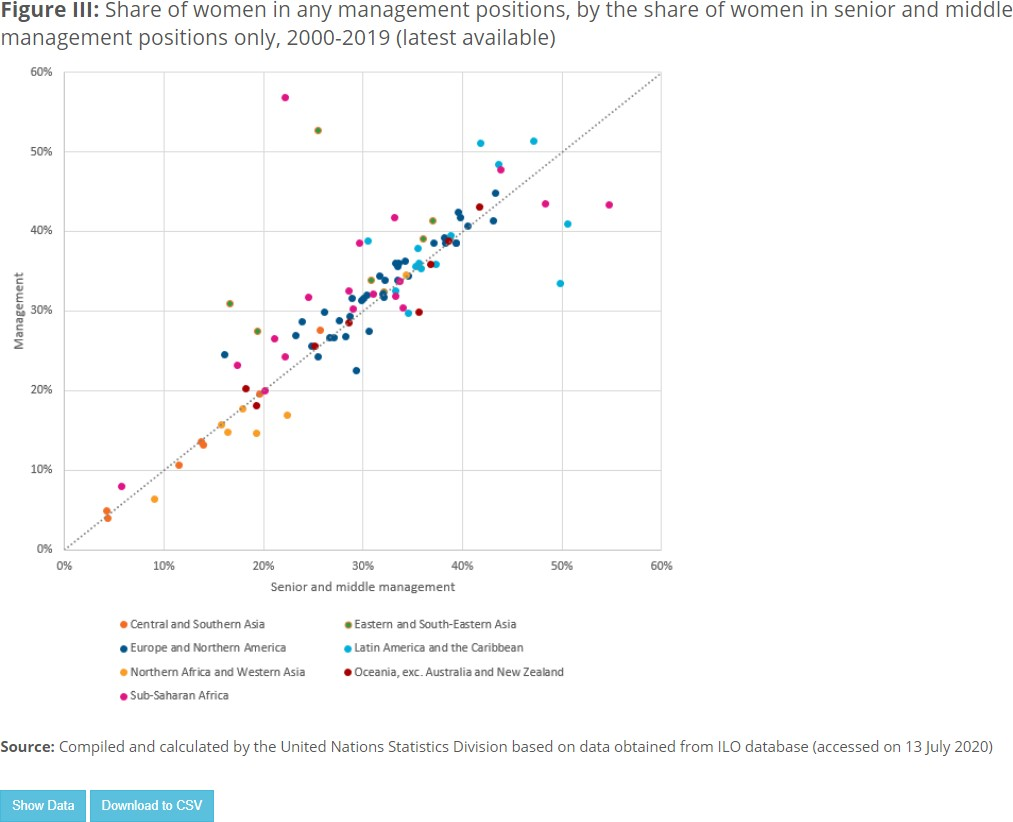 Figure III: Share of women in any management positions, by the share of women in senior and middle
management positions only, 2000-2019 (latest available)
60%
50%
40%
30%
20%
10%
0%
Management
0% 10% 20% 30% 40% 50% 60%
Senior and middle management
Central and Southern Asia
Eastern and South-Eastern Asia
Europe and Northern America
Latin America and the Caribbean
Northern Africa and Western Asia
Oceania, exc. Australia and New Zealand
Sub-Saharan Africa
Source: Compiled and calculated by the United Nations Statistics Division based on data obtained from ILO database (accessed on 13 July 2020)
Show Data
Download to CSV